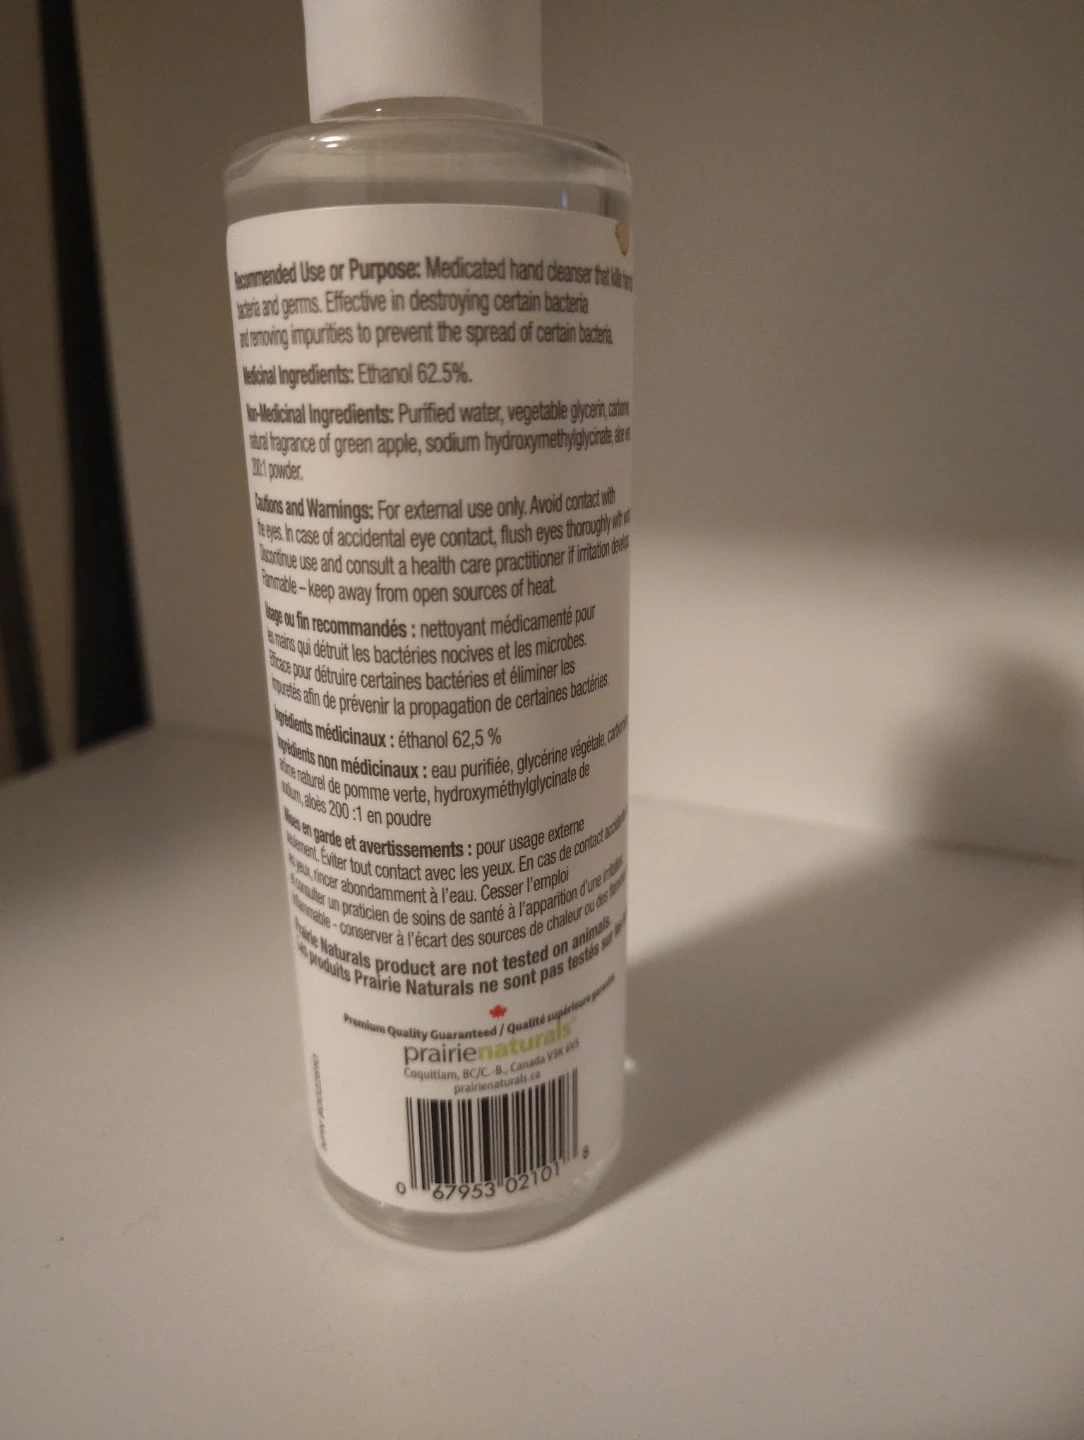 Recommended Use or Purpose: Medicated hand cleanser that kills
bacteria and germs. Effective in destroying certain bacteria
and removing impurities to prevent the spread of certain bacteria.
Medicinal Ingredients: Ethanol 62.5%.
Non-Medicinal Ingredients: Purified water, vegetable glycerin,
natural fragrance of green apple, sodium hydroxymethylglycinate,
200:1 powder.
Cautions and Warnings: For external use only. Avoid contact with
the eyes. In case of accidental eye contact, flush eyes thoroughly with
Discontinue use and consult a health care practitioner if irritation
Flammable – keep away from open sources of heat.
Usage ou fin recommandés : nettoyant médicamenté pour
les mains qui détruit les bactéries nocives et les microbes.
Efficace pour détruire certaines bactéries et éliminer les
impuretés afin de prévenir la propagation de certaines bactéries.
Ingrédients médicinaux : éthanol 62,5 %
Ingrédients non médicinaux : eau purifiée, glycérine végétale,
arôme naturel de pomme verte, hydroxyméthylglycinate de
sodium, aloès 200 :1 en poudre
Mises en garde et avertissements : pour usage externe
seulement. Éviter tout contact avec les yeux. En cas de contact
les yeux, rincer abondamment à l'eau. Cesser l'emploi
et consulter un praticien de soins de santé à l'apparition d'une
Inflammable - conserver à l'écart des sources de chaleur ou des
Prairie Naturals product are not tested on animals.
Les produits Prairie Naturals ne sont pas testés sur
Premium Quality Guaranteed / Qualité supérieure garantie
prairienaturals
Coquitlam, BC/C.-B., Canada V3K 6V5
prairienaturals.ca
0 67953 02101 8
NPN